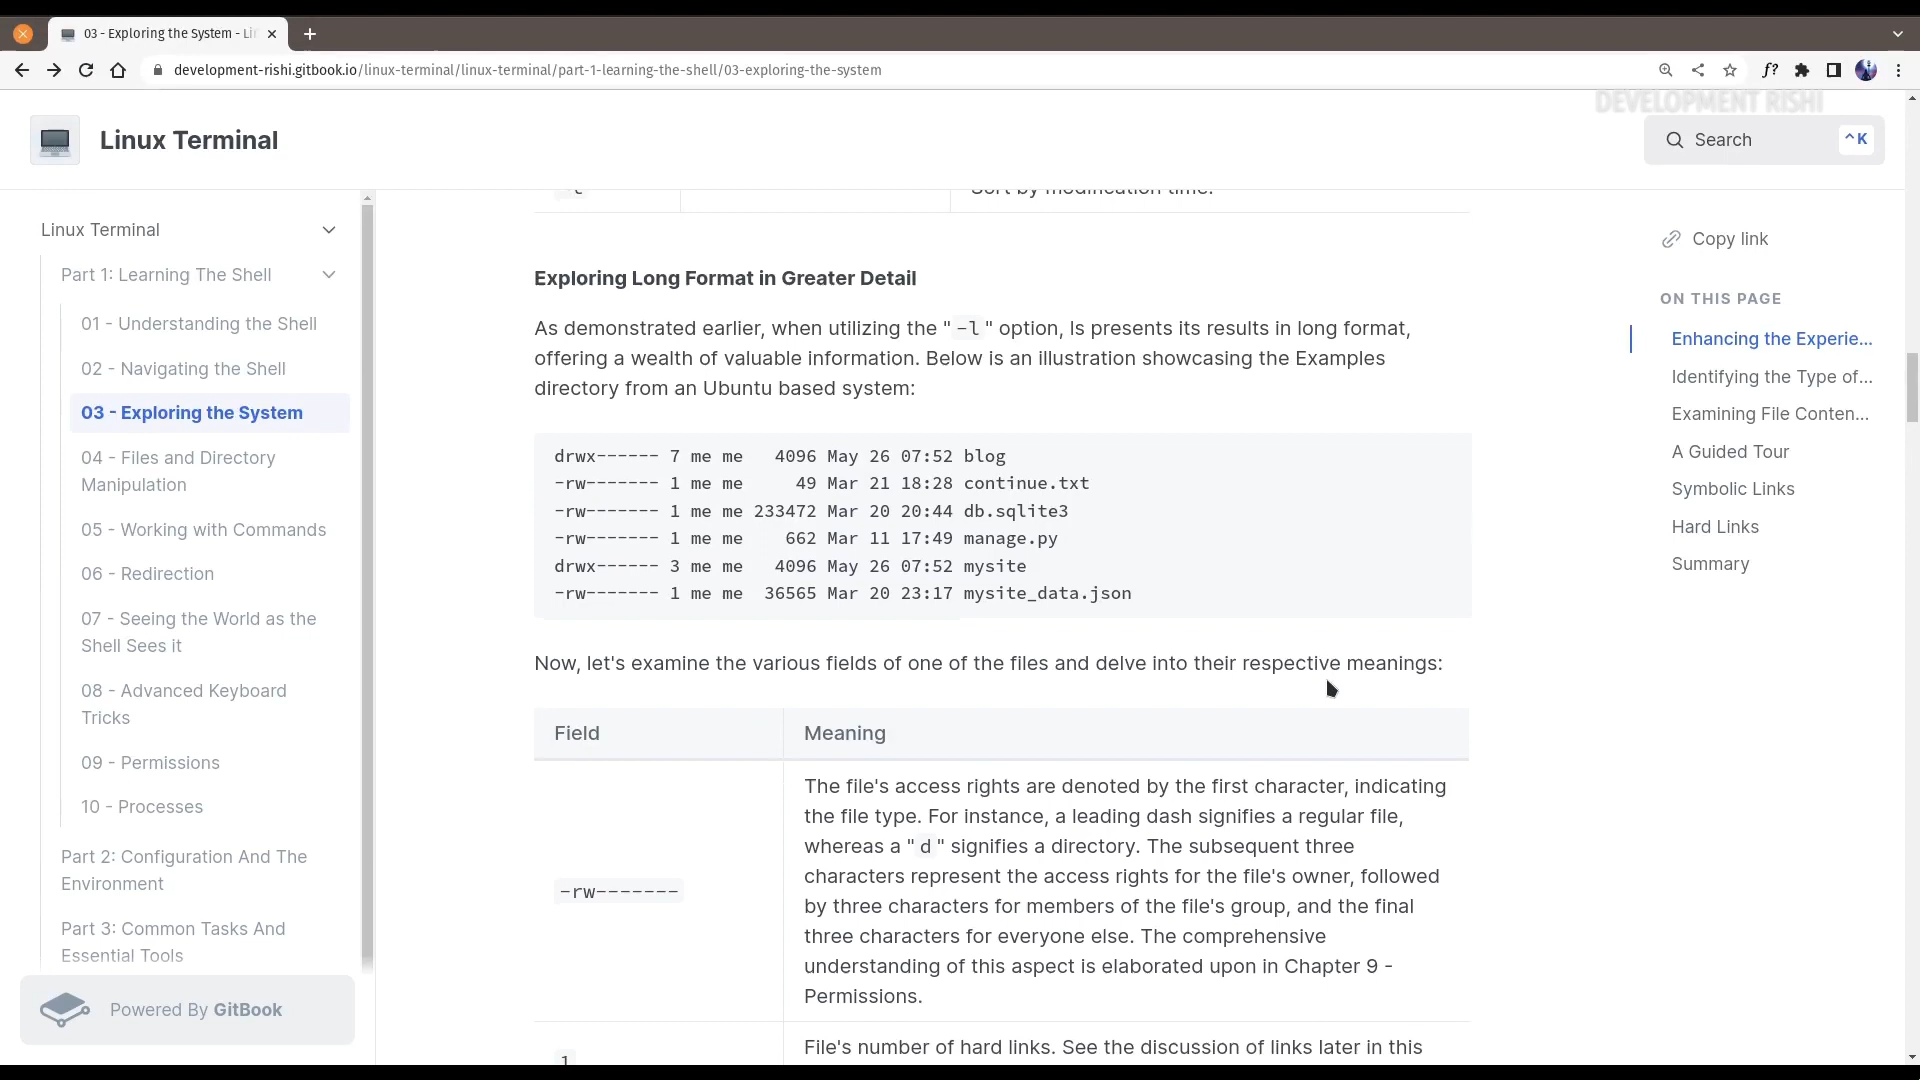 03 - Exploring the System - Li
development-rishi.gitbook.io/linux-terminal/linux-terminal/part-1-learning-the-shell/03-exploring-the-system
f?
DEVELOPMENT RISHI
Linux Terminal
Search
^K
Linux Terminal
Part 1: Learning The Shell
01 - Understanding the Shell
02 - Navigating the Shell
03 - Exploring the System
04 - Files and Directory
Manipulation
05 - Working with Commands
06 - Redirection
07 - Seeing the World as the
Shell Sees it
08 - Advanced Keyboard
Tricks
09 - Permissions
10 - Processes
Part 2: Configuration And The
Environment
Part 3: Common Tasks And
Essential Tools
Powered By GitBook
-t
Sort by modification time.
Exploring Long Format in Greater Detail
As demonstrated earlier, when utilizing the "-l" option, ls presents its results in long format,
offering a wealth of valuable information. Below is an illustration showcasing the Examples
directory from an Ubuntu based system:
drwx------ 7 me me   4096 May 26 07:52 blog
-rw------- 1 me me     49 Mar 21 18:28 continue.txt
-rw------- 1 me me 233472 Mar 20 20:44 db.sqlite3
-rw------- 1 me me    662 Mar 11 17:49 manage.py
drwx------ 3 me me   4096 May 26 07:52 mysite
-rw------- 1 me me  36565 Mar 20 23:17 mysite_data.json
Now, let's examine the various fields of one of the files and delve into their respective meanings:
Field
Meaning
-rw-------
The file's access rights are denoted by the first character, indicating
the file type. For instance, a leading dash signifies a regular file,
whereas a "d" signifies a directory. The subsequent three
characters represent the access rights for the file's owner, followed
by three characters for members of the file's group, and the final
three characters for everyone else. The comprehensive
understanding of this aspect is elaborated upon in Chapter 9 -
Permissions.
1
File's number of hard links. See the discussion of links later in this
Copy link
ON THIS PAGE
Enhancing the Experie...
Identifying the Type of...
Examining File Conten...
A Guided Tour
Symbolic Links
Hard Links
Summary